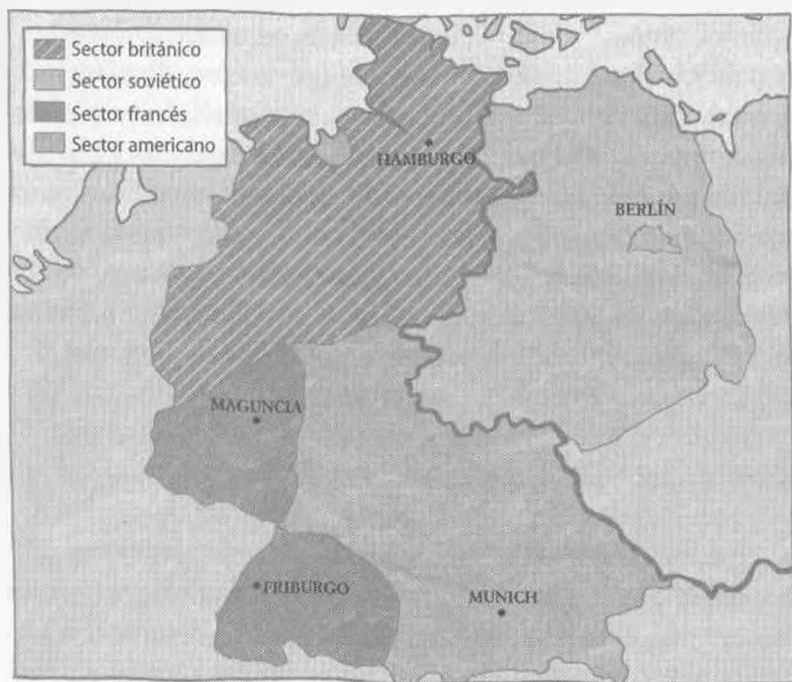 Sector británico
Sector soviético
Sector francés
Sector americano
HAMBURGO
BERLÍN
MAGUNCIA
FRIBURGO
MUNICH